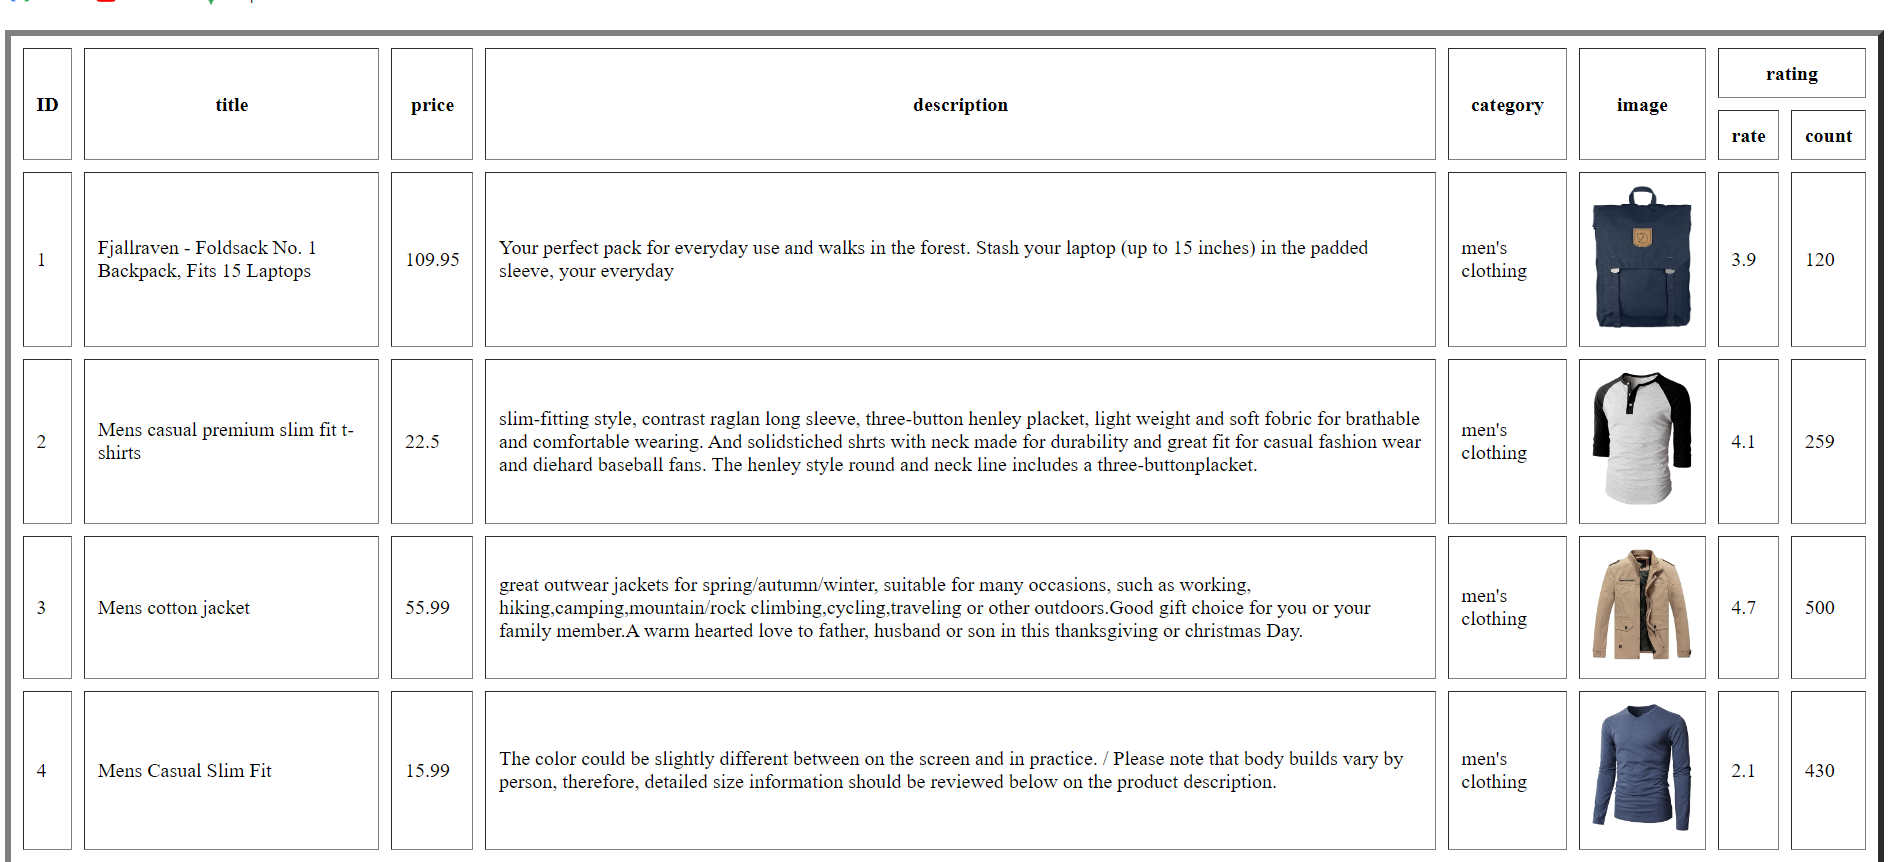 ID
title
price
description
category
image
rating
rate
count
1
Fjallraven - Foldsack No. 1
Backpack, Fits 15 Laptops
109.95
Your perfect pack for everyday use and walks in the forest. Stash your laptop (up to 15 inches) in the padded
sleeve, your everyday
men's
clothing
3.9
120
2
Mens casual premium slim fit t-
shirts
22.5
slim-fitting style, contrast raglan long sleeve, three-button henley placket, light weight and soft fobric for brathable
and comfortable wearing. And solidstiched shrts with neck made for durability and great fit for casual fashion wear
and diehard baseball fans. The henley style round and neck line includes a three-buttonplacket.
men's
clothing
4.1
259
3
Mens cotton jacket
55.99
great outwear jackets for spring/autumn/winter, suitable for many occasions, such as working,
hiking,camping,mountain/rock climbing,cycling,traveling or other outdoors.Good gift choice for you or your
family member.A warm hearted love to father, husband or son in this thanksgiving or christmas Day.
men's
clothing
4.7
500
4
Mens Casual Slim Fit
15.99
The color could be slightly different between on the screen and in practice. / Please note that body builds vary by
person, therefore, detailed size information should be reviewed below on the product description.
men's
clothing
2.1
430